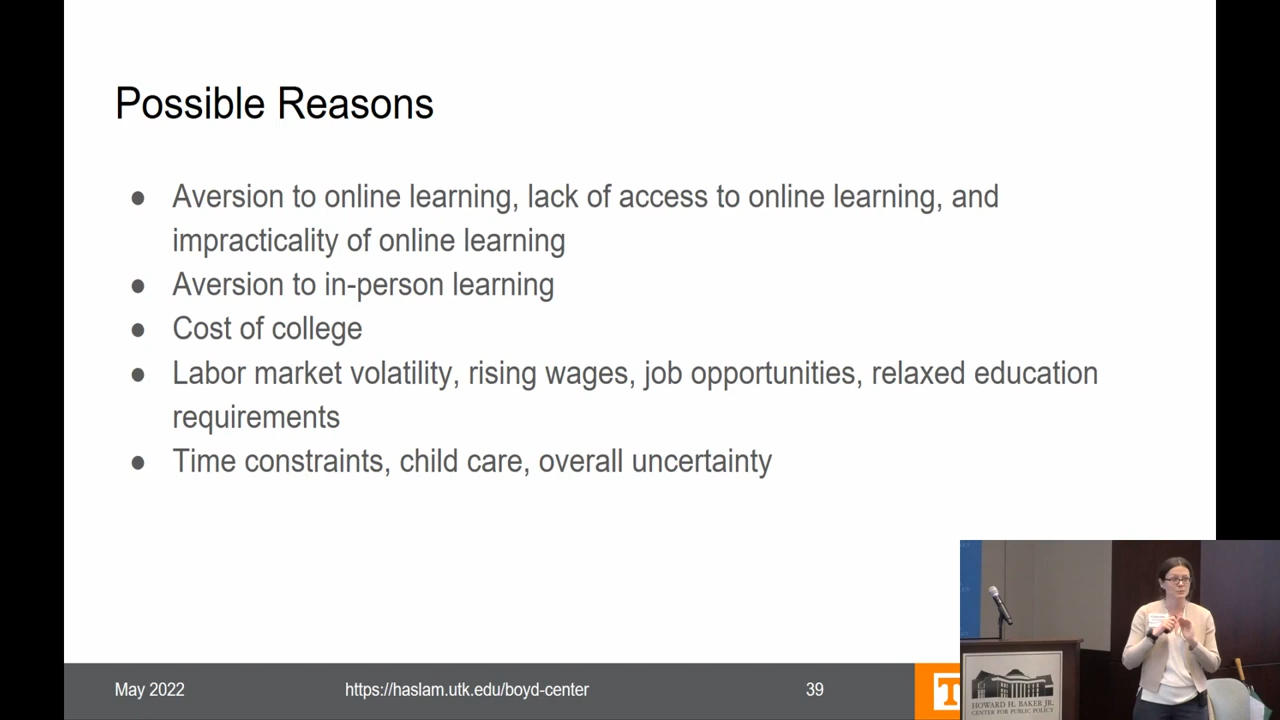 Possible Reasons
● Aversion to online learning, lack of access to online learning, and
impracticality of online learning
● Aversion to in-person learning
● Cost of college
● Labor market volatility, rising wages, job opportunities, relaxed education
requirements
● Time constraints, child care, overall uncertainty
May 2022
https://haslam.utk.edu/boyd-center
39
T
HOWARD H. BAKER JR.
CENTER FOR PUBLIC POLICY